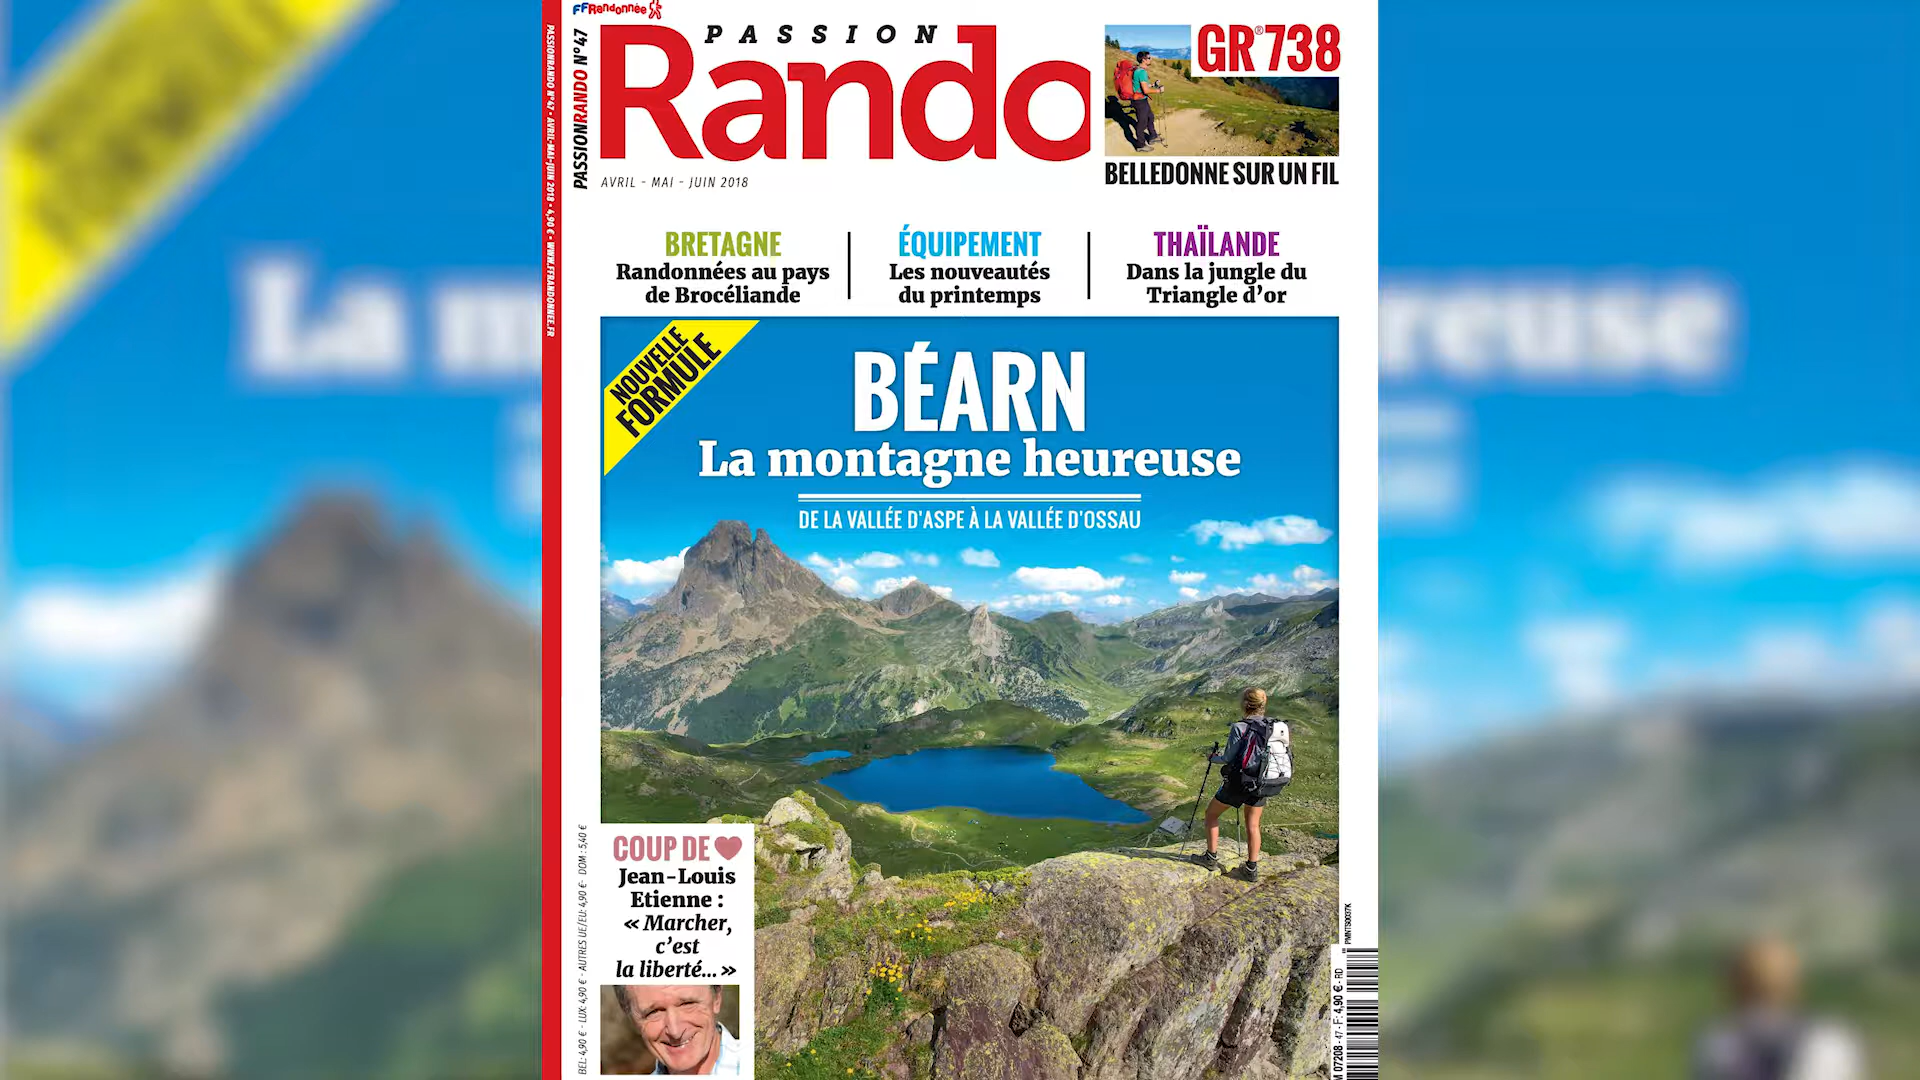 FFRandonnée
PASSIONRANDO N°47 • AVRIL-MAI-JUIN 2018 • 4,90 € • WWW.FFRANDONNEE.FR
PASSIONRANDO N°47
PASSION
Rando
AVRIL - MAI - JUIN 2018
GR®738
BELLEDONNE SUR UN FIL
BRETAGNE
Randonnées au pays
de Brocéliande
ÉQUIPEMENT
Les nouveautés
du printemps
THAÏLANDE
Dans la jungle du
Triangle d'or
NOUVELLE
FORMULE
BÉARN
La montagne heureuse
DE LA VALLÉE D'ASPE À LA VALLÉE D'OSSAU
COUP DE
Jean-Louis
Etienne :
« Marcher,
c'est
la liberté... »
BEL: 4,90 € - LUX: 4,90 € - AUTRES UE/EU: 4,90 € - DOM : 5,40 €
M 07208 - 47 - F: 4,90 € - RD
La m
reuse